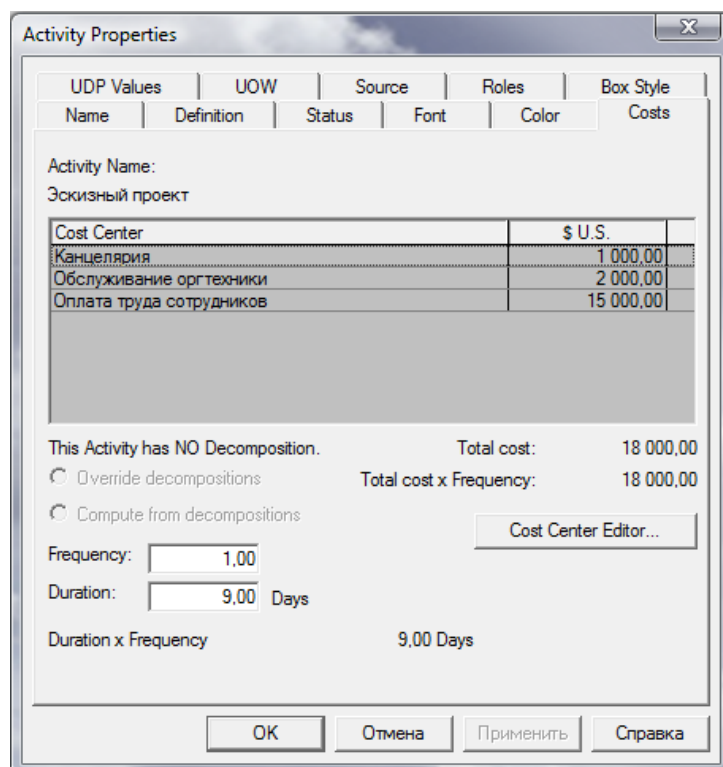 Activity Properties
UDP Values UOW Source Roles Box Style
Name Definition Status Font Color Costs
Activity Name:
Эскизный проект
Cost Center $ U.S.
Канцелярия 1 000,00
Обслуживание оргтехники 2 000,00
Оплата труда сотрудников 15 000,00
This Activity has NO Decomposition. Total cost: 18 000,00
Override decompositions Total cost x Frequency: 18 000,00
Compute from decompositions
Cost Center Editor...
Frequency: 1,00
Duration: 9,00 Days
Duration x Frequency 9,00 Days
OK Отмена Применить Справка